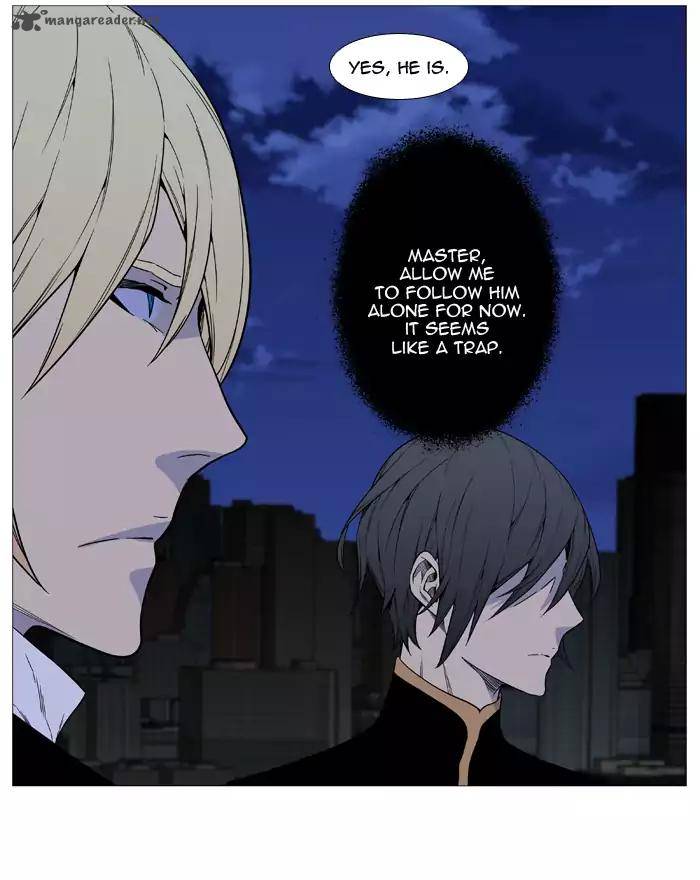 mangareader.net
YES, HE IS.
MASTER,
ALLOW ME
TO FOLLOW HIM
ALONE FOR NOW.
IT SEEMS
LIKE A TRAP.